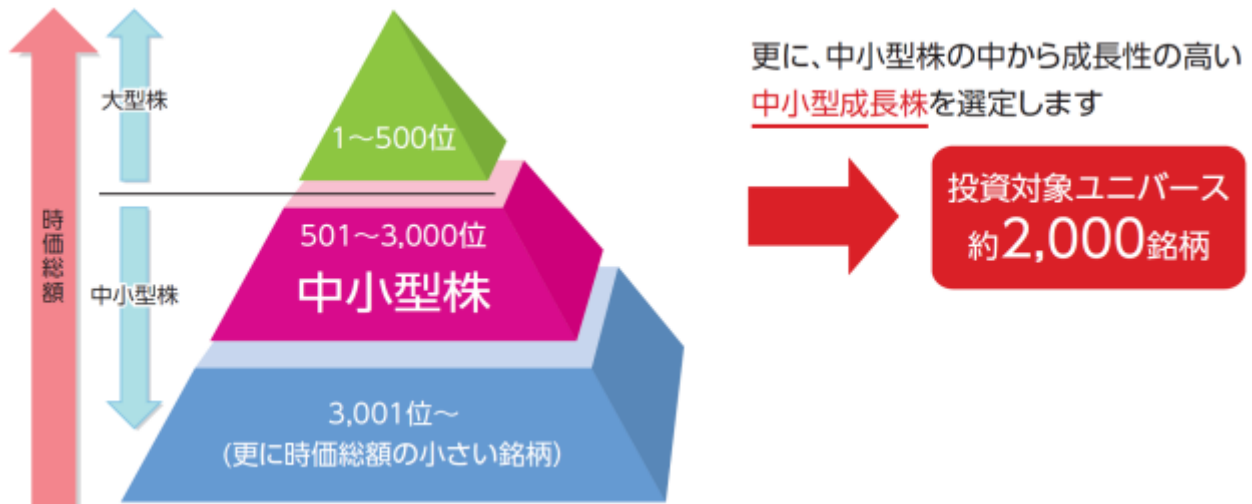 時価総額
大型株
中小型株
1～500位
501～3,000位
中小型株
3,001位～
(更に時価総額の小さい銘柄)
更に、中小型株の中から成長性の高い
中小型成長株を選定します
投資対象ユニバース
約2,000銘柄